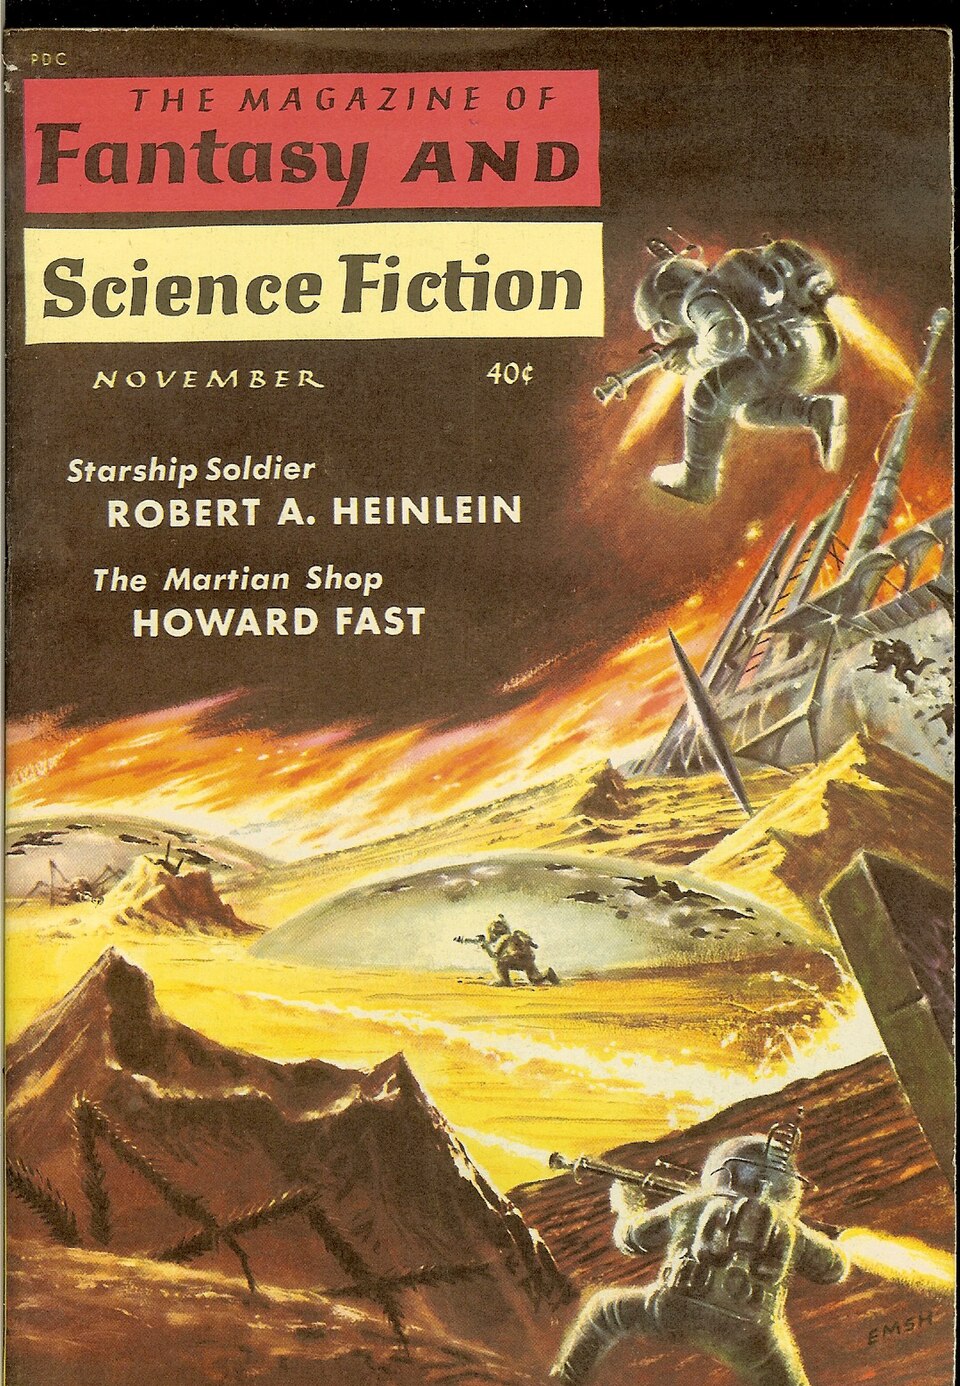 PDC
THE MAGAZINE OF
Fantasy AND
Science Fiction
NOVEMBER 40¢
Starship Soldier
ROBERT A. HEINLEIN
The Martian Shop
HOWARD FAST
EMSH